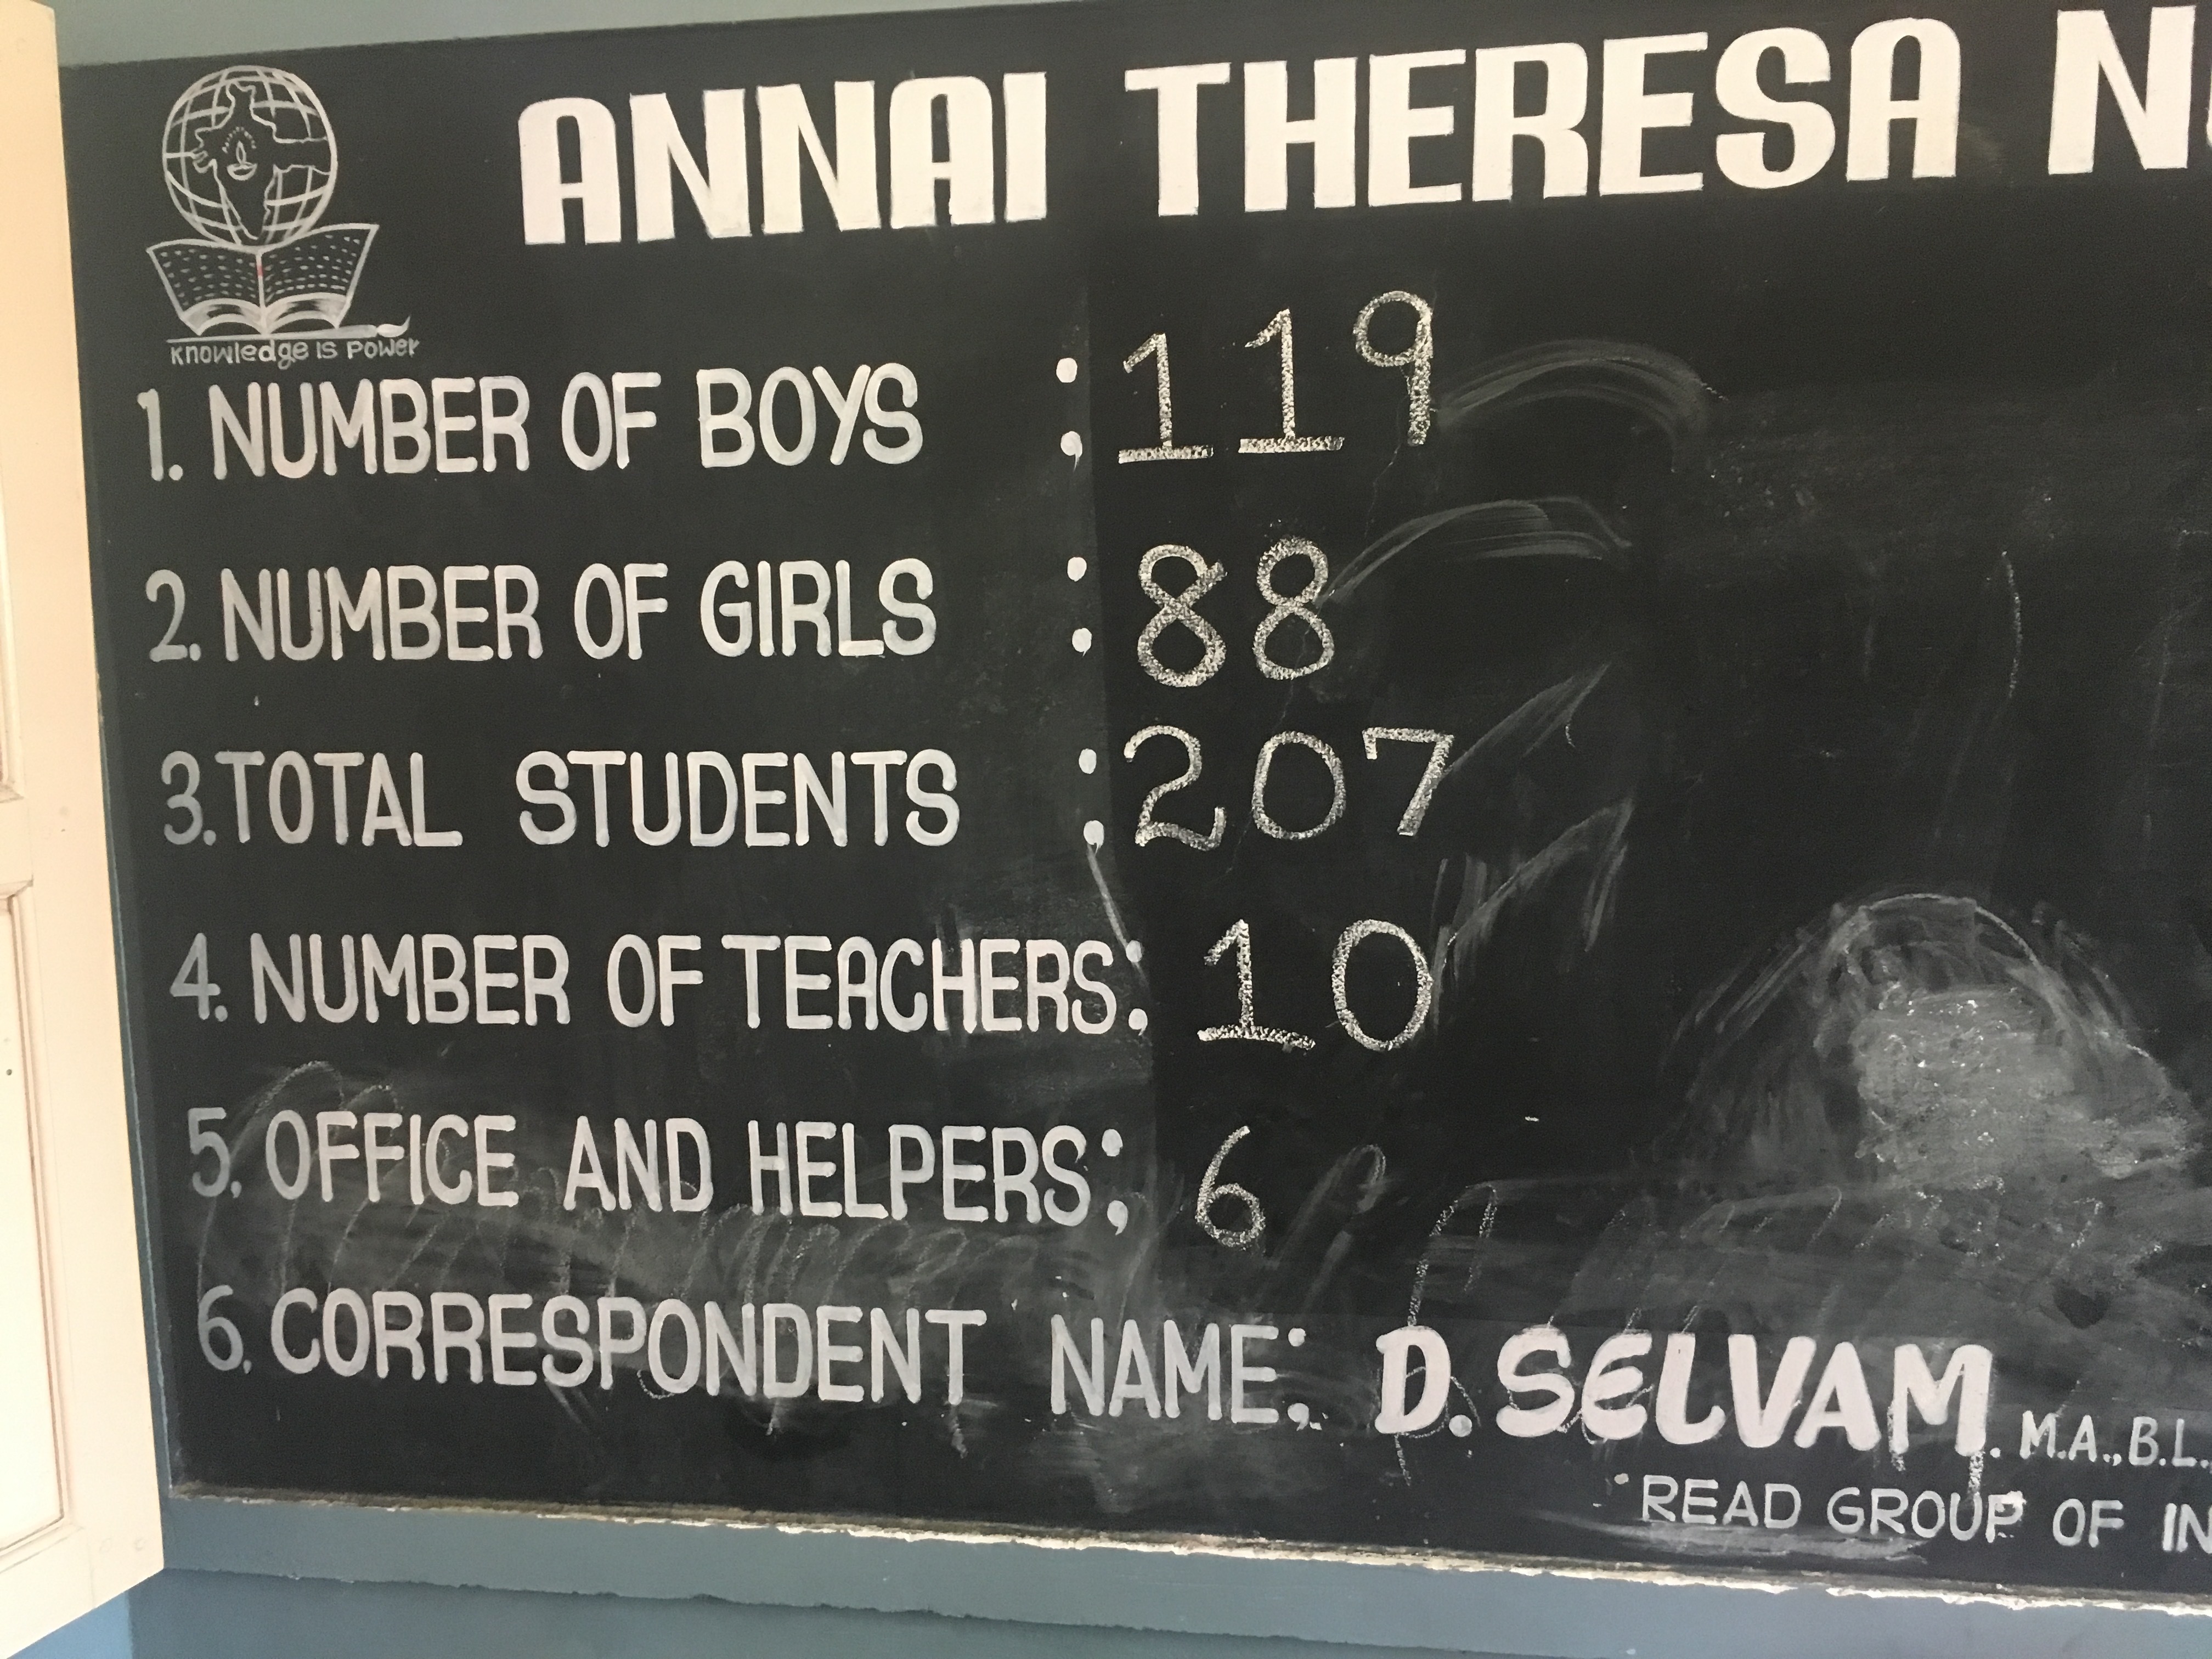 ANNAI THERESA N
Knowledge is Power
1. NUMBER OF BOYS : 119
2. NUMBER OF GIRLS : 88
3. TOTAL STUDENTS : 207
4. NUMBER OF TEACHERS : 10
5. OFFICE AND HELPERS : 6
6. CORRESPONDENT NAME : D. SELVAM. M.A., B.L.,
READ GROUP OF IN